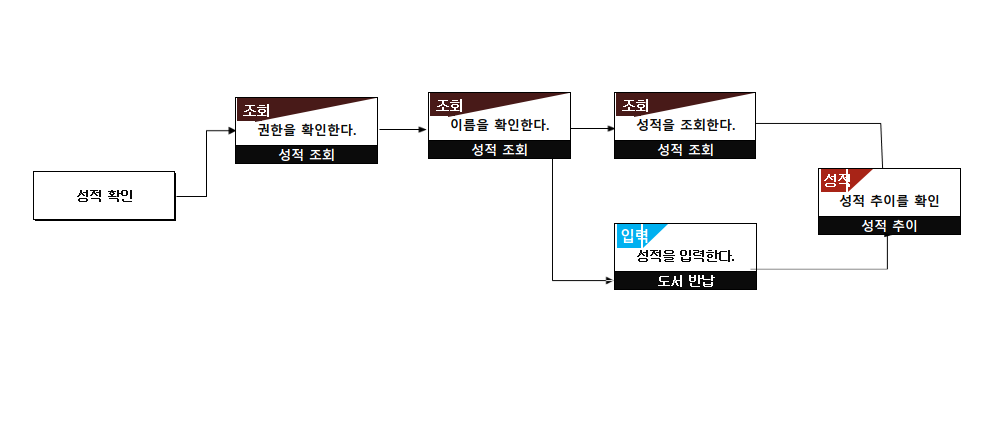 조회
권한을 확인한다.
성적 조회
조회
이름을 확인한다.
성적 조회
조회
성적을 조회한다.
성적 조회
성적 확인
성적
성적 추이를 확인
성적 추이
입력
성적을 입력한다.
도서 반납